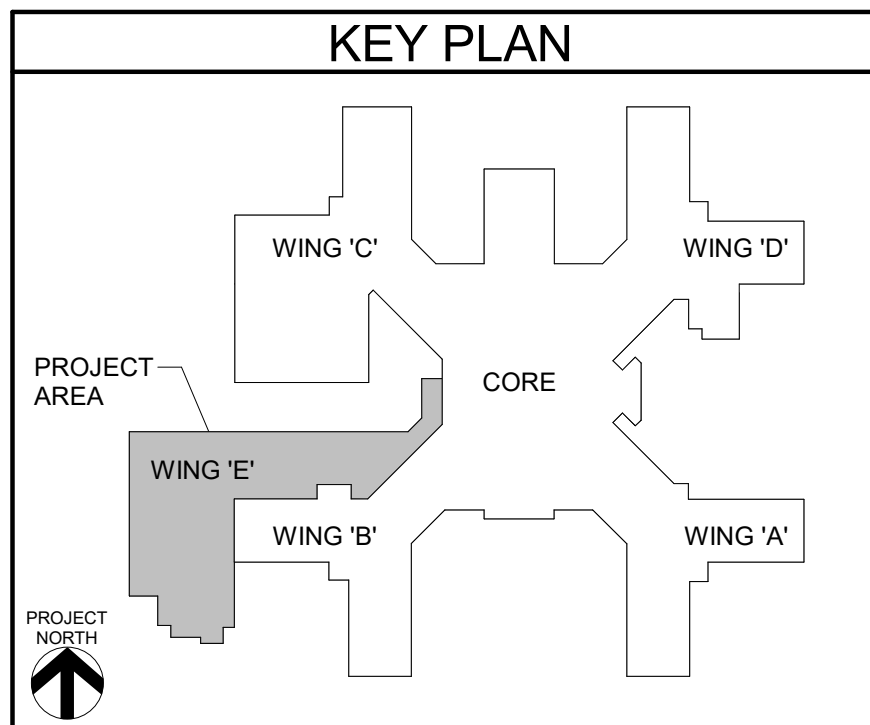 KEY PLAN
WING 'C'
WING 'D'
PROJECT
AREA
CORE
WING 'E'
WING 'B'
WING 'A'
PROJECT
NORTH